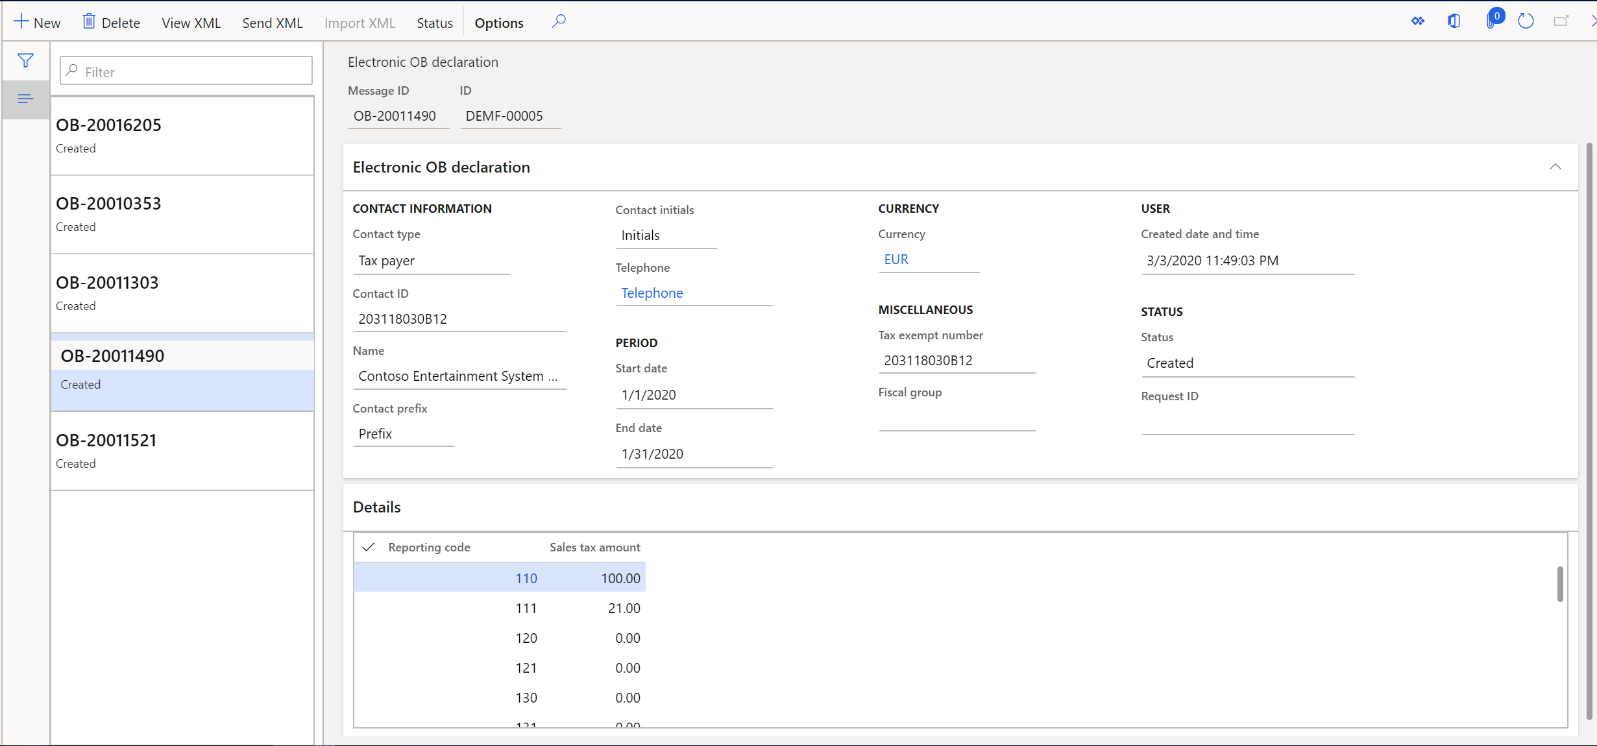 New Delete View XML Send XML Import XML Status Options 0
Filter
OB-20016205
Created
OB-20010353
Created
OB-20011303
Created
OB-20011490
Created
OB-20011521
Created
Electronic OB declaration
Message ID ID
OB-20011490 DEMF-00005
Electronic OB declaration
CONTACT INFORMATION
Contact type
Tax payer
Contact ID
203118030B12
Name
Contoso Entertainment System ...
Contact prefix
Prefix
Contact initials
Initials
Telephone
Telephone
PERIOD
Start date
1/1/2020
End date
1/31/2020
CURRENCY
Currency
EUR
MISCELLANEOUS
Tax exempt number
203118030B12
Fiscal group
USER
Created date and time
3/3/2020 11:49:03 PM
STATUS
Status
Created
Request ID
Details
Reporting code Sales tax amount
110 100.00
111 21.00
120 0.00
121 0.00
130 0.00
131 0.00